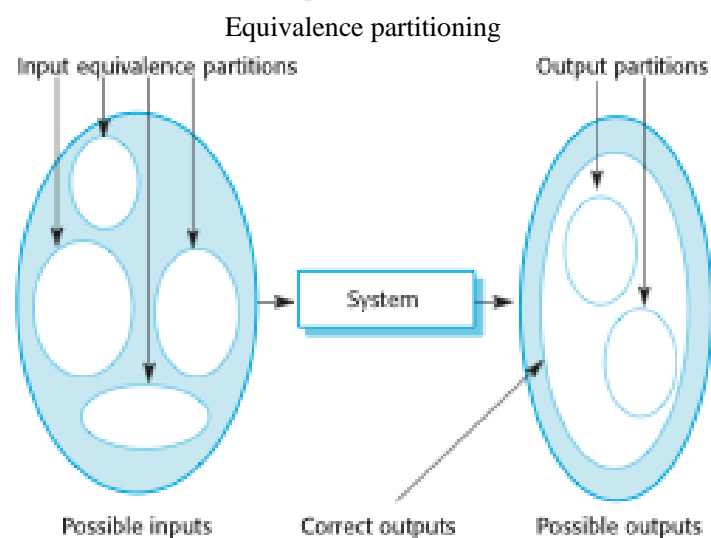 Equivalence partitioning
Input equivalence partitions
Output partitions
System
Possible inputs
Correct outputs
Possible outputs